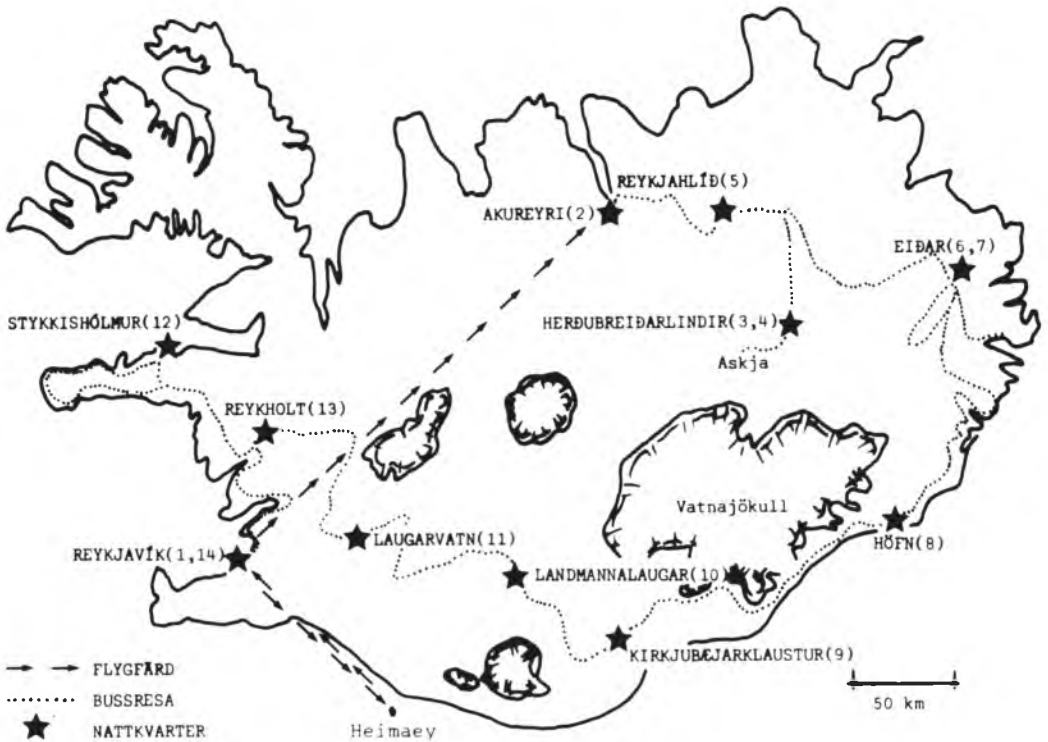 REYKJAHLÍÐ(5)
AKUREYRI(2)
EIÐAR(6,7)
STYKKISHÓLMUR(12)
HERÐUBREIÐARLINDIR(3,4)
Askja
REYKHOLT(13)
Vatnajökull
LAUGARVATN(11)
HÖFN(8)
REYKJAVÍK(1,14)
LANDMANNALAUGAR(10)
KIRKJUBÆJARKLAUSTUR(9)
FLYGFÄRD
BUSSRESA
NATTKVARTER
Heimaey
50 km